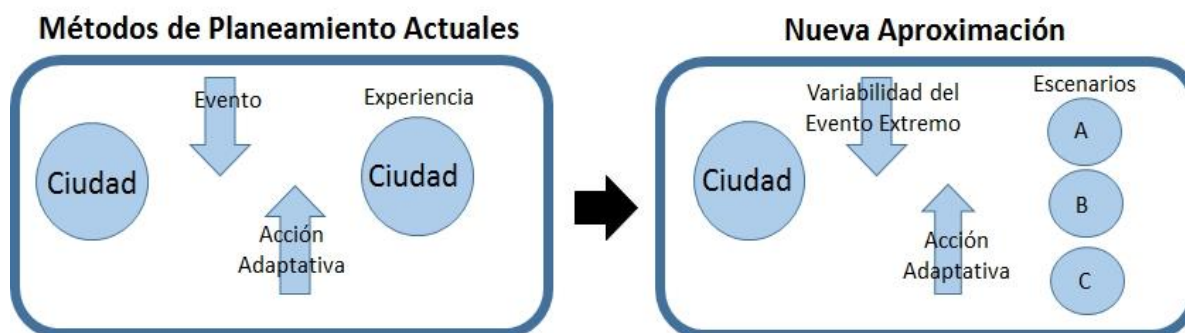 Métodos de Planeamiento Actuales
Evento
Experiencia
Ciudad
Ciudad
Acción
Adaptativa
Nueva Aproximación
Variabilidad del
Evento Extremo
Escenarios
A
Ciudad
B
Acción
Adaptativa
C